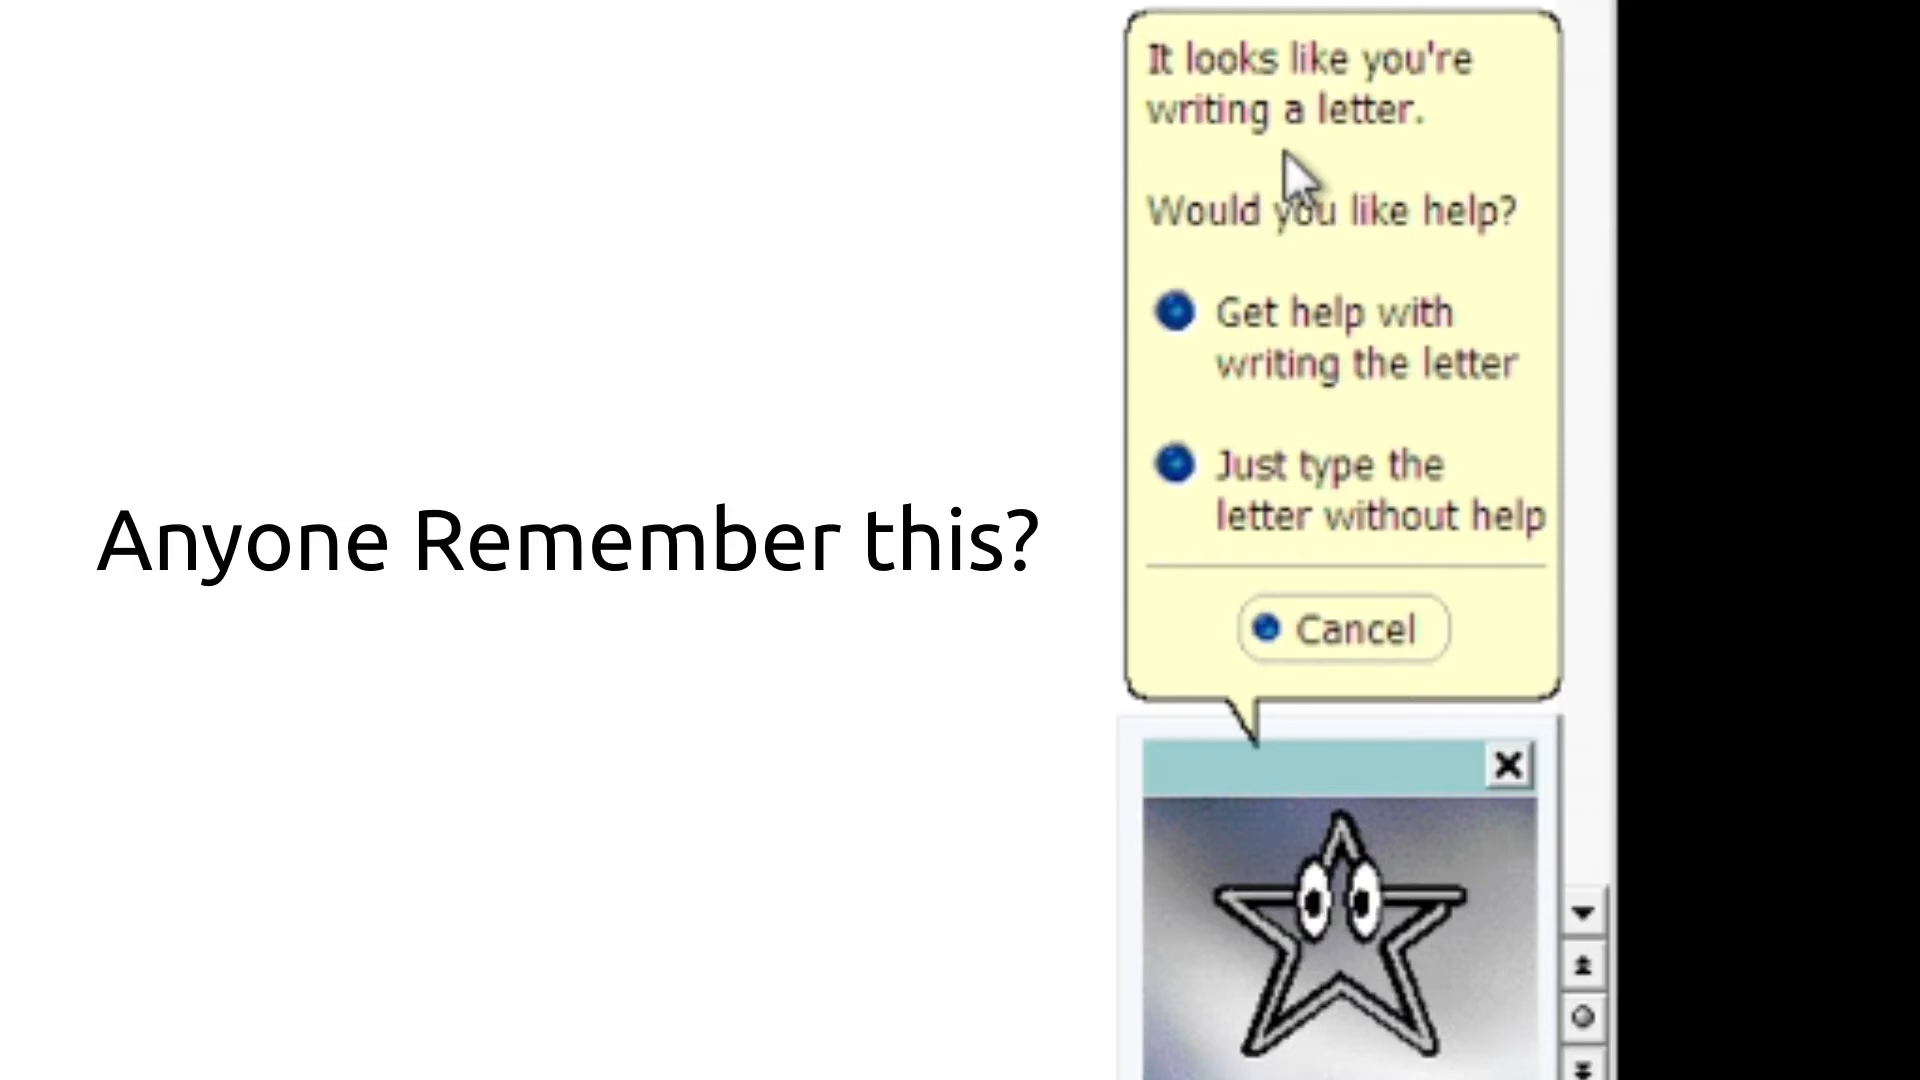 Anyone Remember this?
It looks like you're
writing a letter.
Would you like help?
Get help with
writing the letter
Just type the
letter without help
Cancel